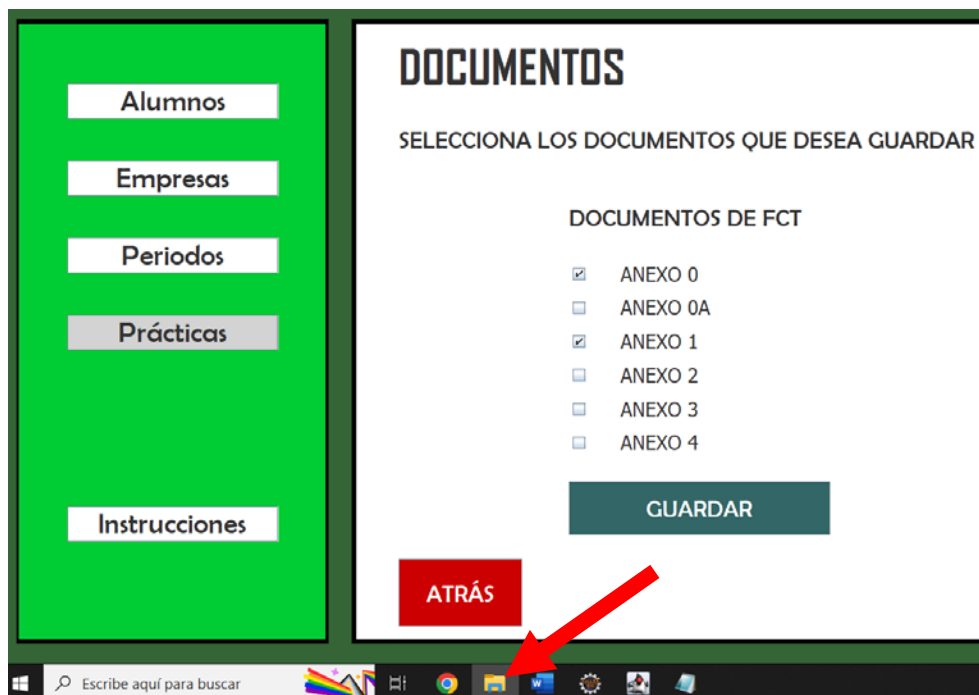 Alumnos
Empresas
Periodos
Prácticas
Instrucciones
DOCUMENTOS
SELECCIONA LOS DOCUMENTOS QUE DESEA GUARDAR
DOCUMENTOS DE FCT
ANEXO 0
ANEXO 0A
ANEXO 1
ANEXO 2
ANEXO 3
ANEXO 4
GUARDAR
ATRÁS
Escribe aquí para buscar